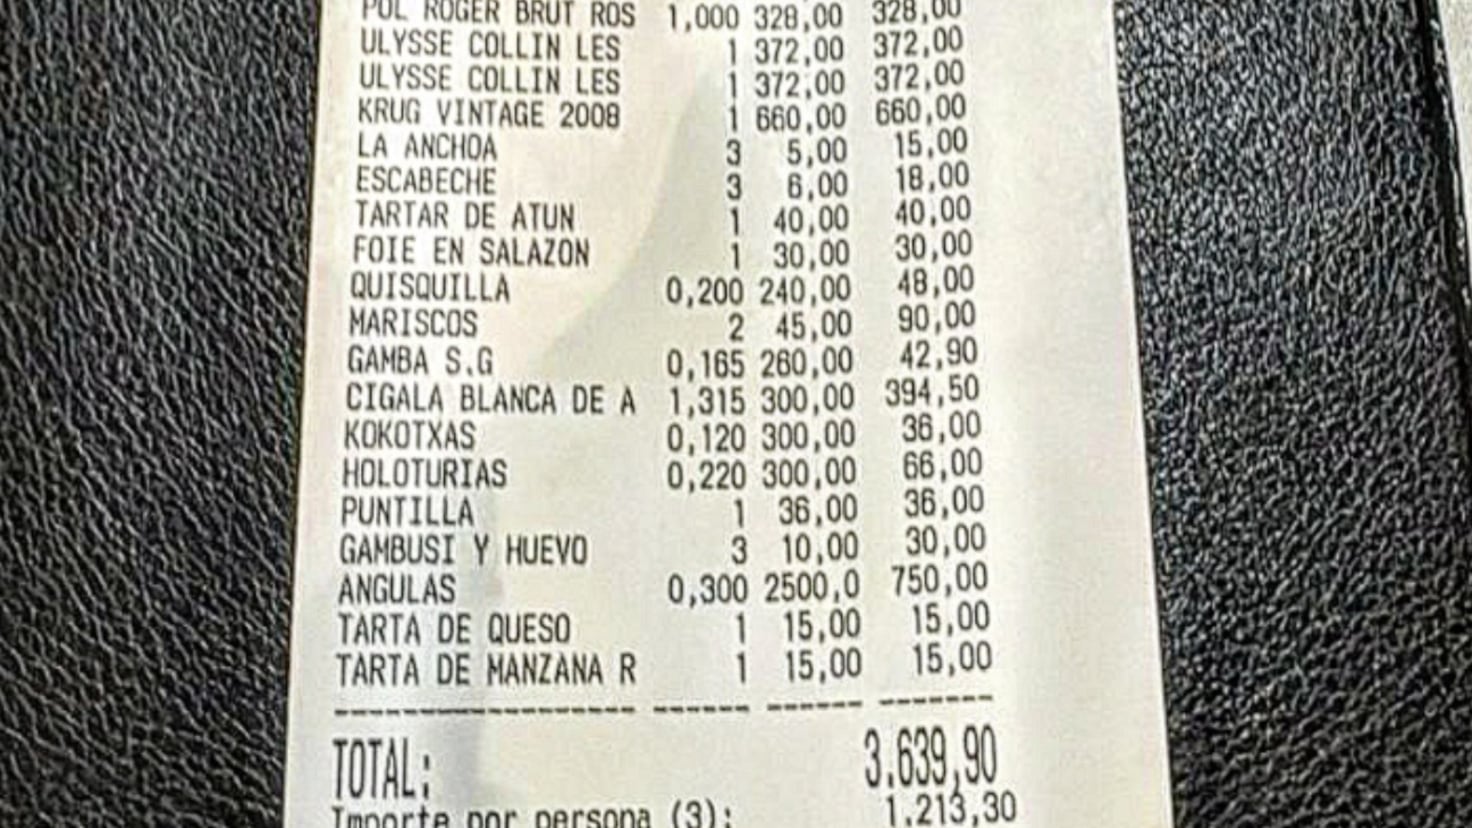 POL ROGER BRUT ROS 1,000 328,00 328,00
ULYSSE COLLIN LES 1 372,00 372,00
ULYSSE COLLIN LES 1 372,00 372,00
KRUG VINTAGE 2008 1 660,00 660,00
LA ANCHOA 3 5,00 15,00
ESCABECHE 3 6,00 18,00
TARTAR DE ATUN 1 40,00 40,00
FOIE EN SALAZON 1 30,00 30,00
QUISQUILLA 0,200 240,00 48,00
MARISCOS 2 45,00 90,00
GAMBA S.G 0,165 260,00 42,90
CIGALA BLANCA DE A 1,315 300,00 394,50
KOKOTXAS 0,120 300,00 36,00
HOLOTURIAS 0,220 300,00 66,00
PUNTILLA 1 36,00 36,00
GAMBUSI Y HUEVO 3 10,00 30,00
ANGULAS 0,300 2500,0 750,00
TARTA DE QUESO 1 15,00 15,00
TARTA DE MANZANA R 1 15,00 15,00
TOTAL: 3.639,90
Importe por persona (3): 1.213,30